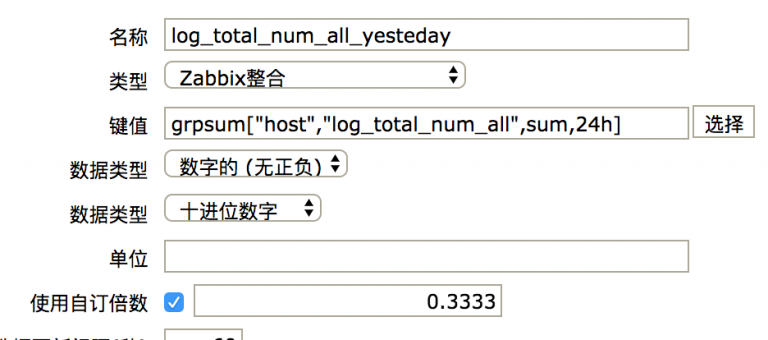 名称 log_total_num_all_yesteday
类型 Zabbix整合
键值 grpsum["host","log_total_num_all",sum,24h] 选择
数据类型 数字的 (无正负)
数据类型 十进位数字
单位
使用自订倍数 0.3333